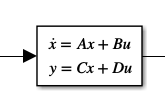 ẋ = Ax + Bu
y = Cx + Du